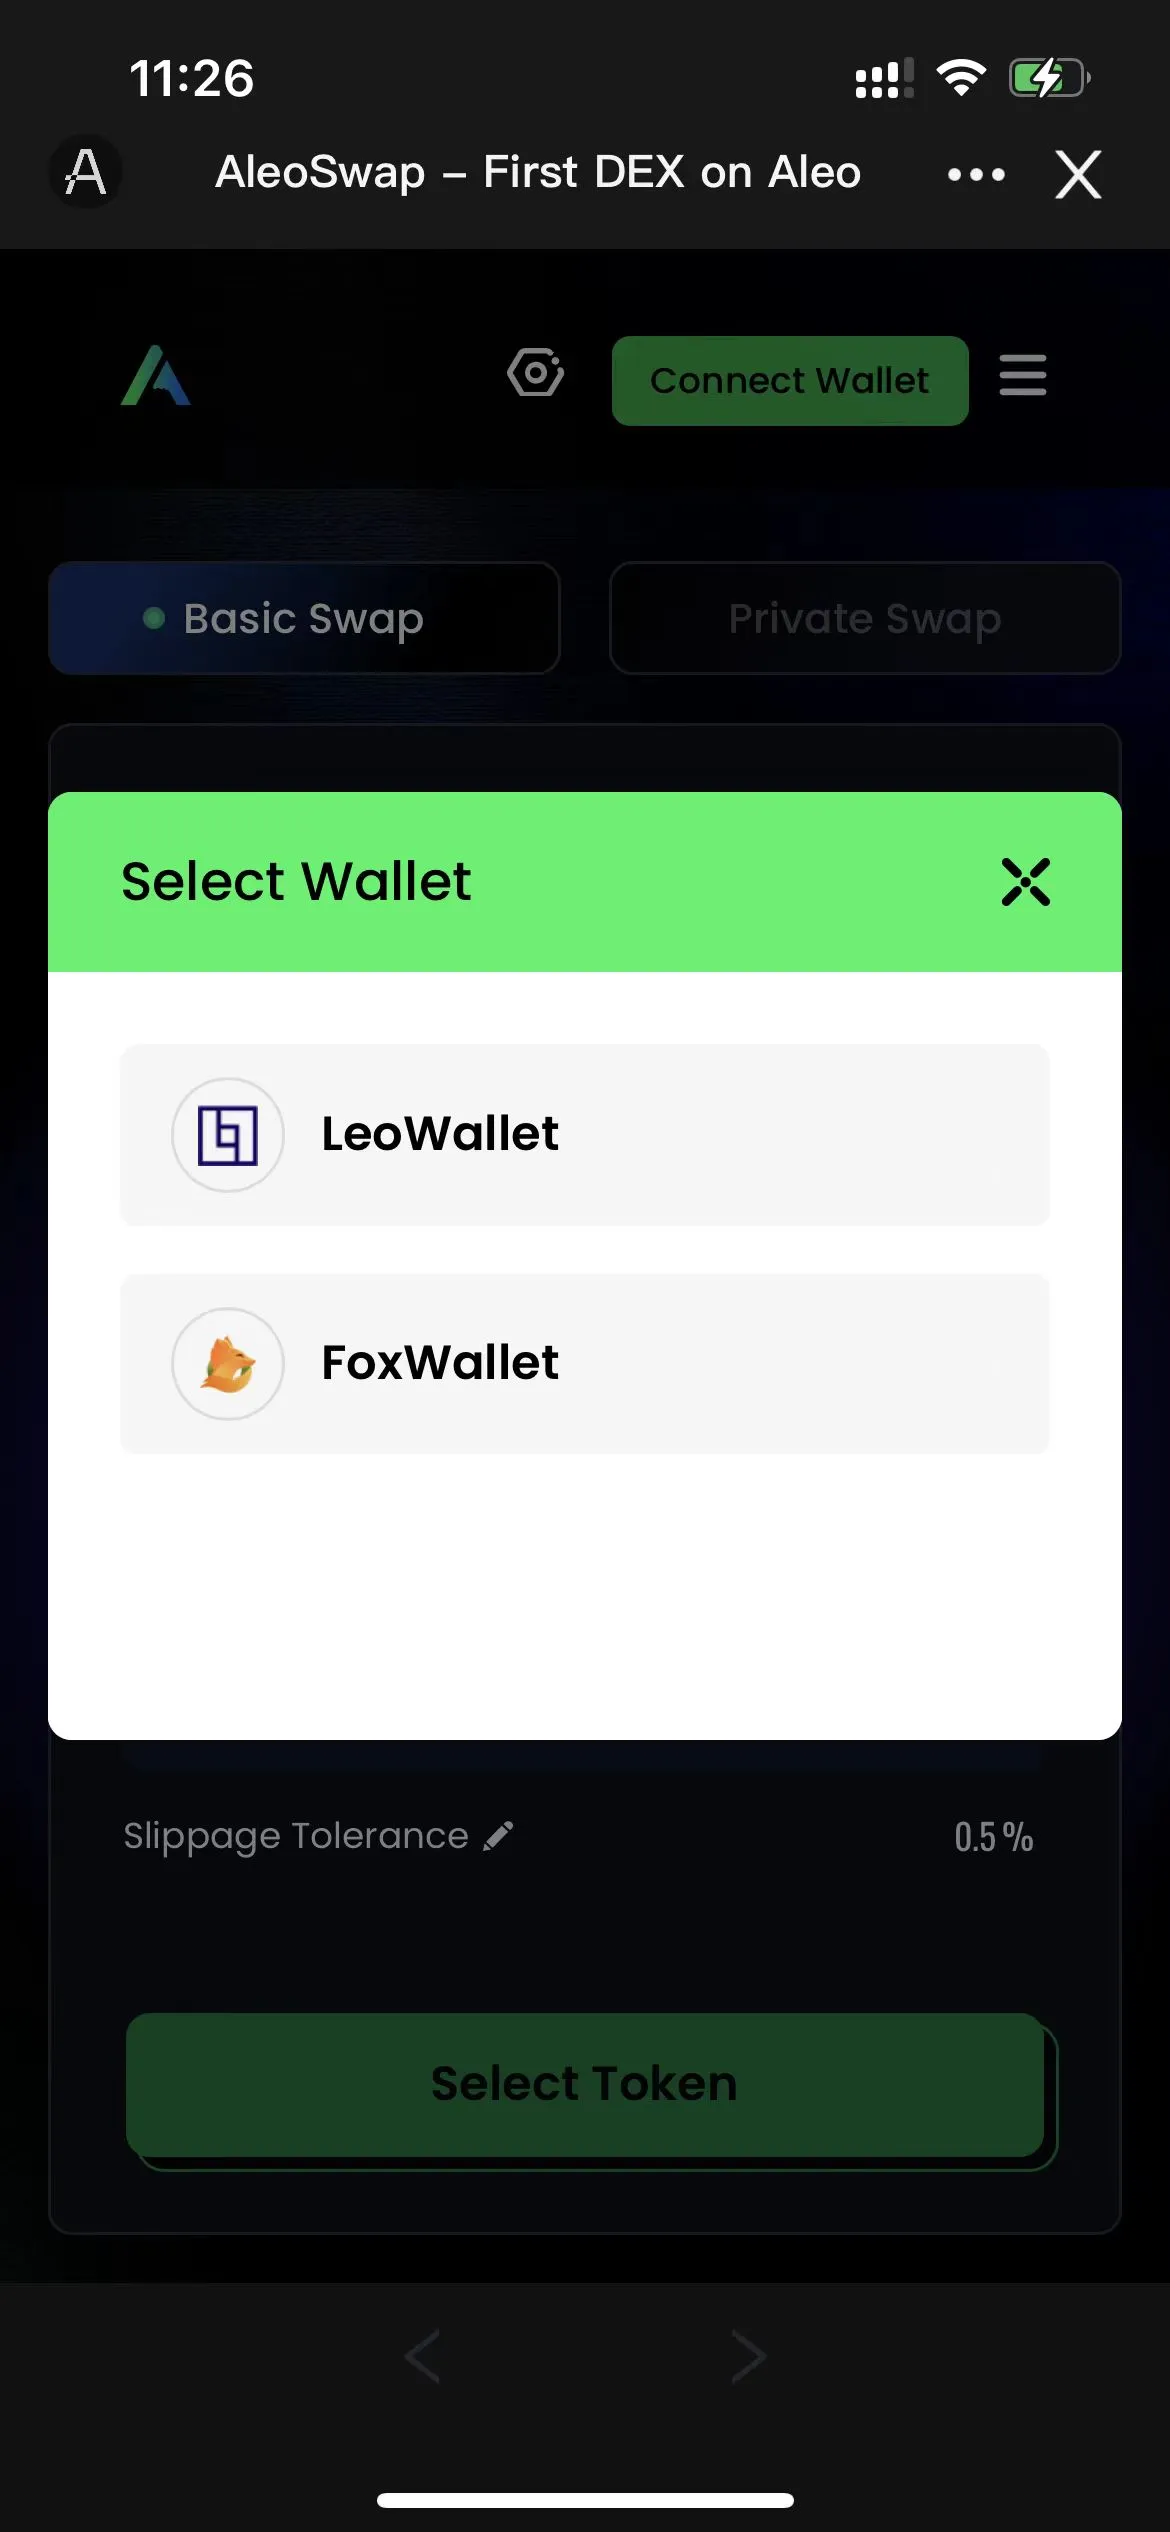 11:26
AleoSwap – First DEX on Aleo
Connect Wallet
Basic Swap
Private Swap
Select Wallet
LeoWallet
FoxWallet
Slippage Tolerance
0.5 %
Select Token